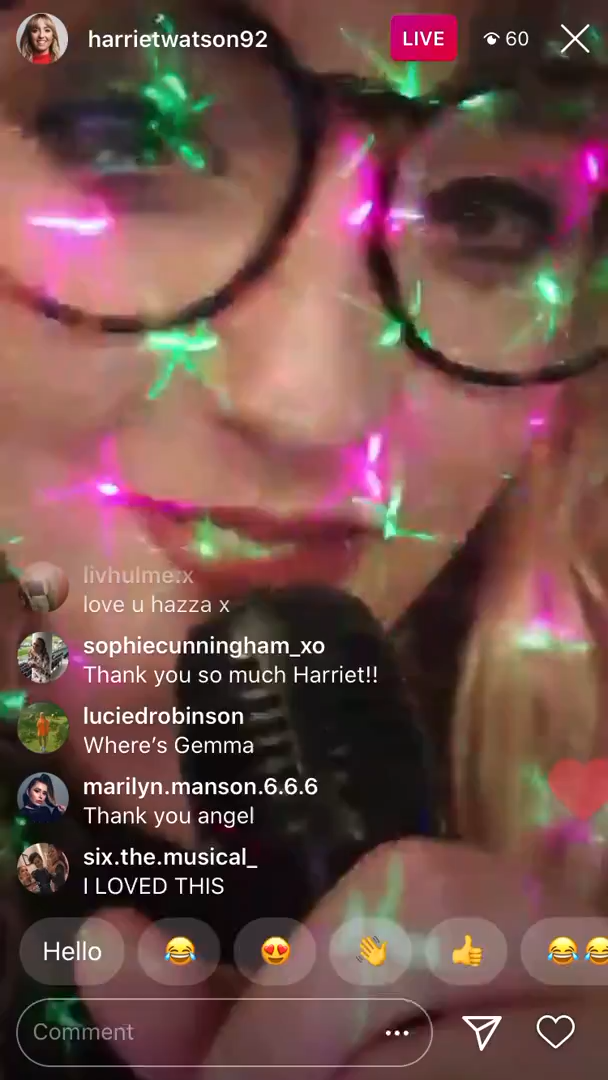 harrietwatson92
LIVE
60
livhulme.x
love u hazza x
sophiecunningham_xo
Thank you so much Harriet!!
luciedrobinson
Where’s Gemma
marilyn.manson.6.6.6
Thank you angel
six.the.musical_
I LOVED THIS
Hello
Comment